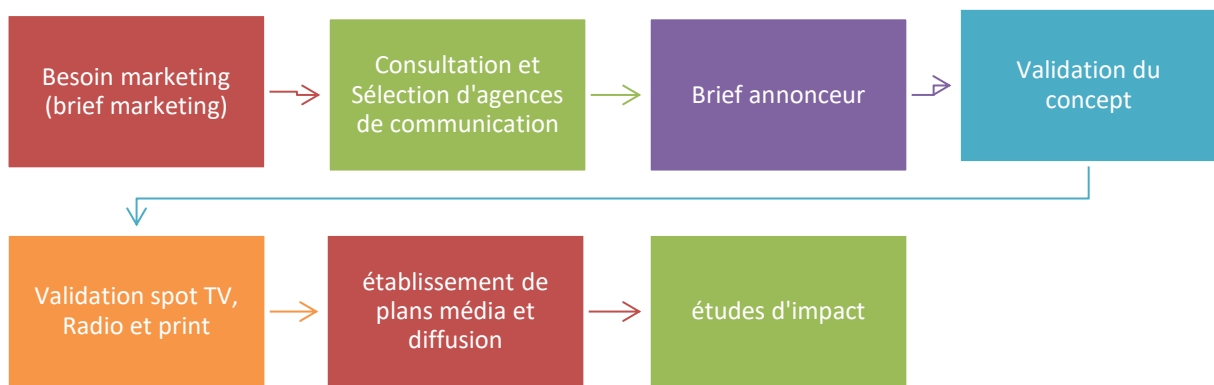 Besoin marketing
(brief marketing)
Consultation et
Sélection d'agences
de communication
Brief annonceur
Validation du
concept
Validation spot TV,
Radio et print
établissement de
plans média et
diffusion
études d'impact